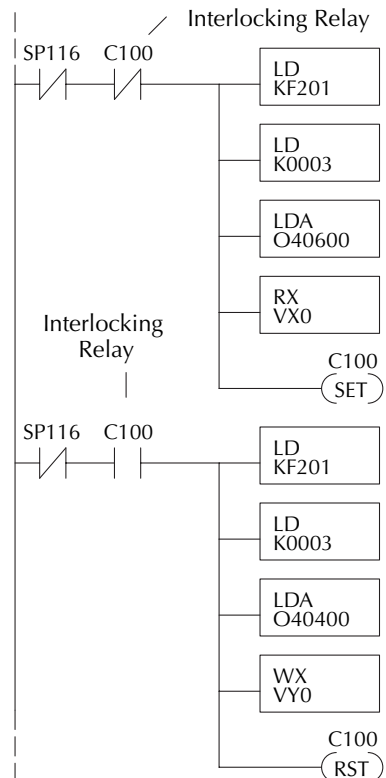 Interlocking Relay
SP116 C100
LD
KF201
LD
K0003
LDA
O40600
RX
VX0
C100
SET
Interlocking
Relay
SP116 C100
LD
KF201
LD
K0003
LDA
O40400
WX
VY0
C100
RST